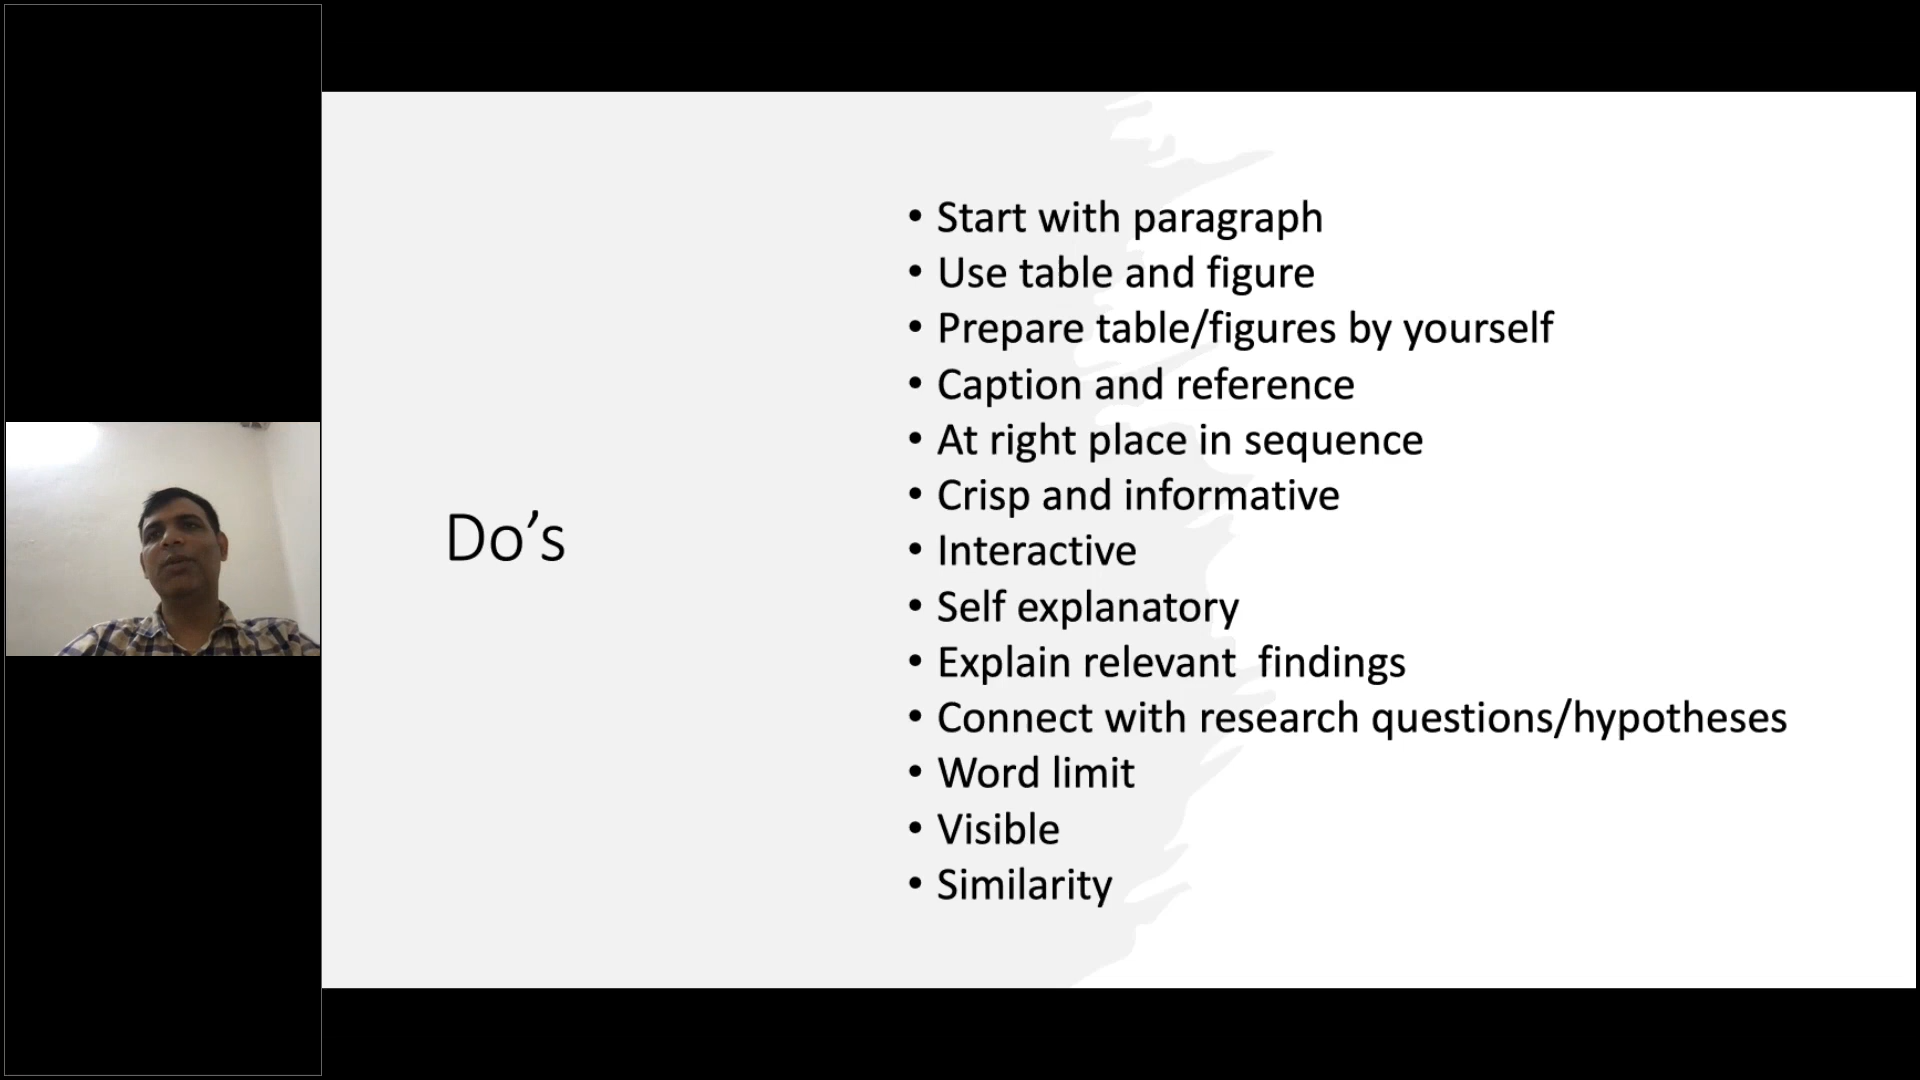 Do’s
• Start with paragraph
• Use table and figure
• Prepare table/figures by yourself
• Caption and reference
• At right place in sequence
• Crisp and informative
• Interactive
• Self explanatory
• Explain relevant  findings
• Connect with research questions/hypotheses
• Word limit
• Visible
• Similarity